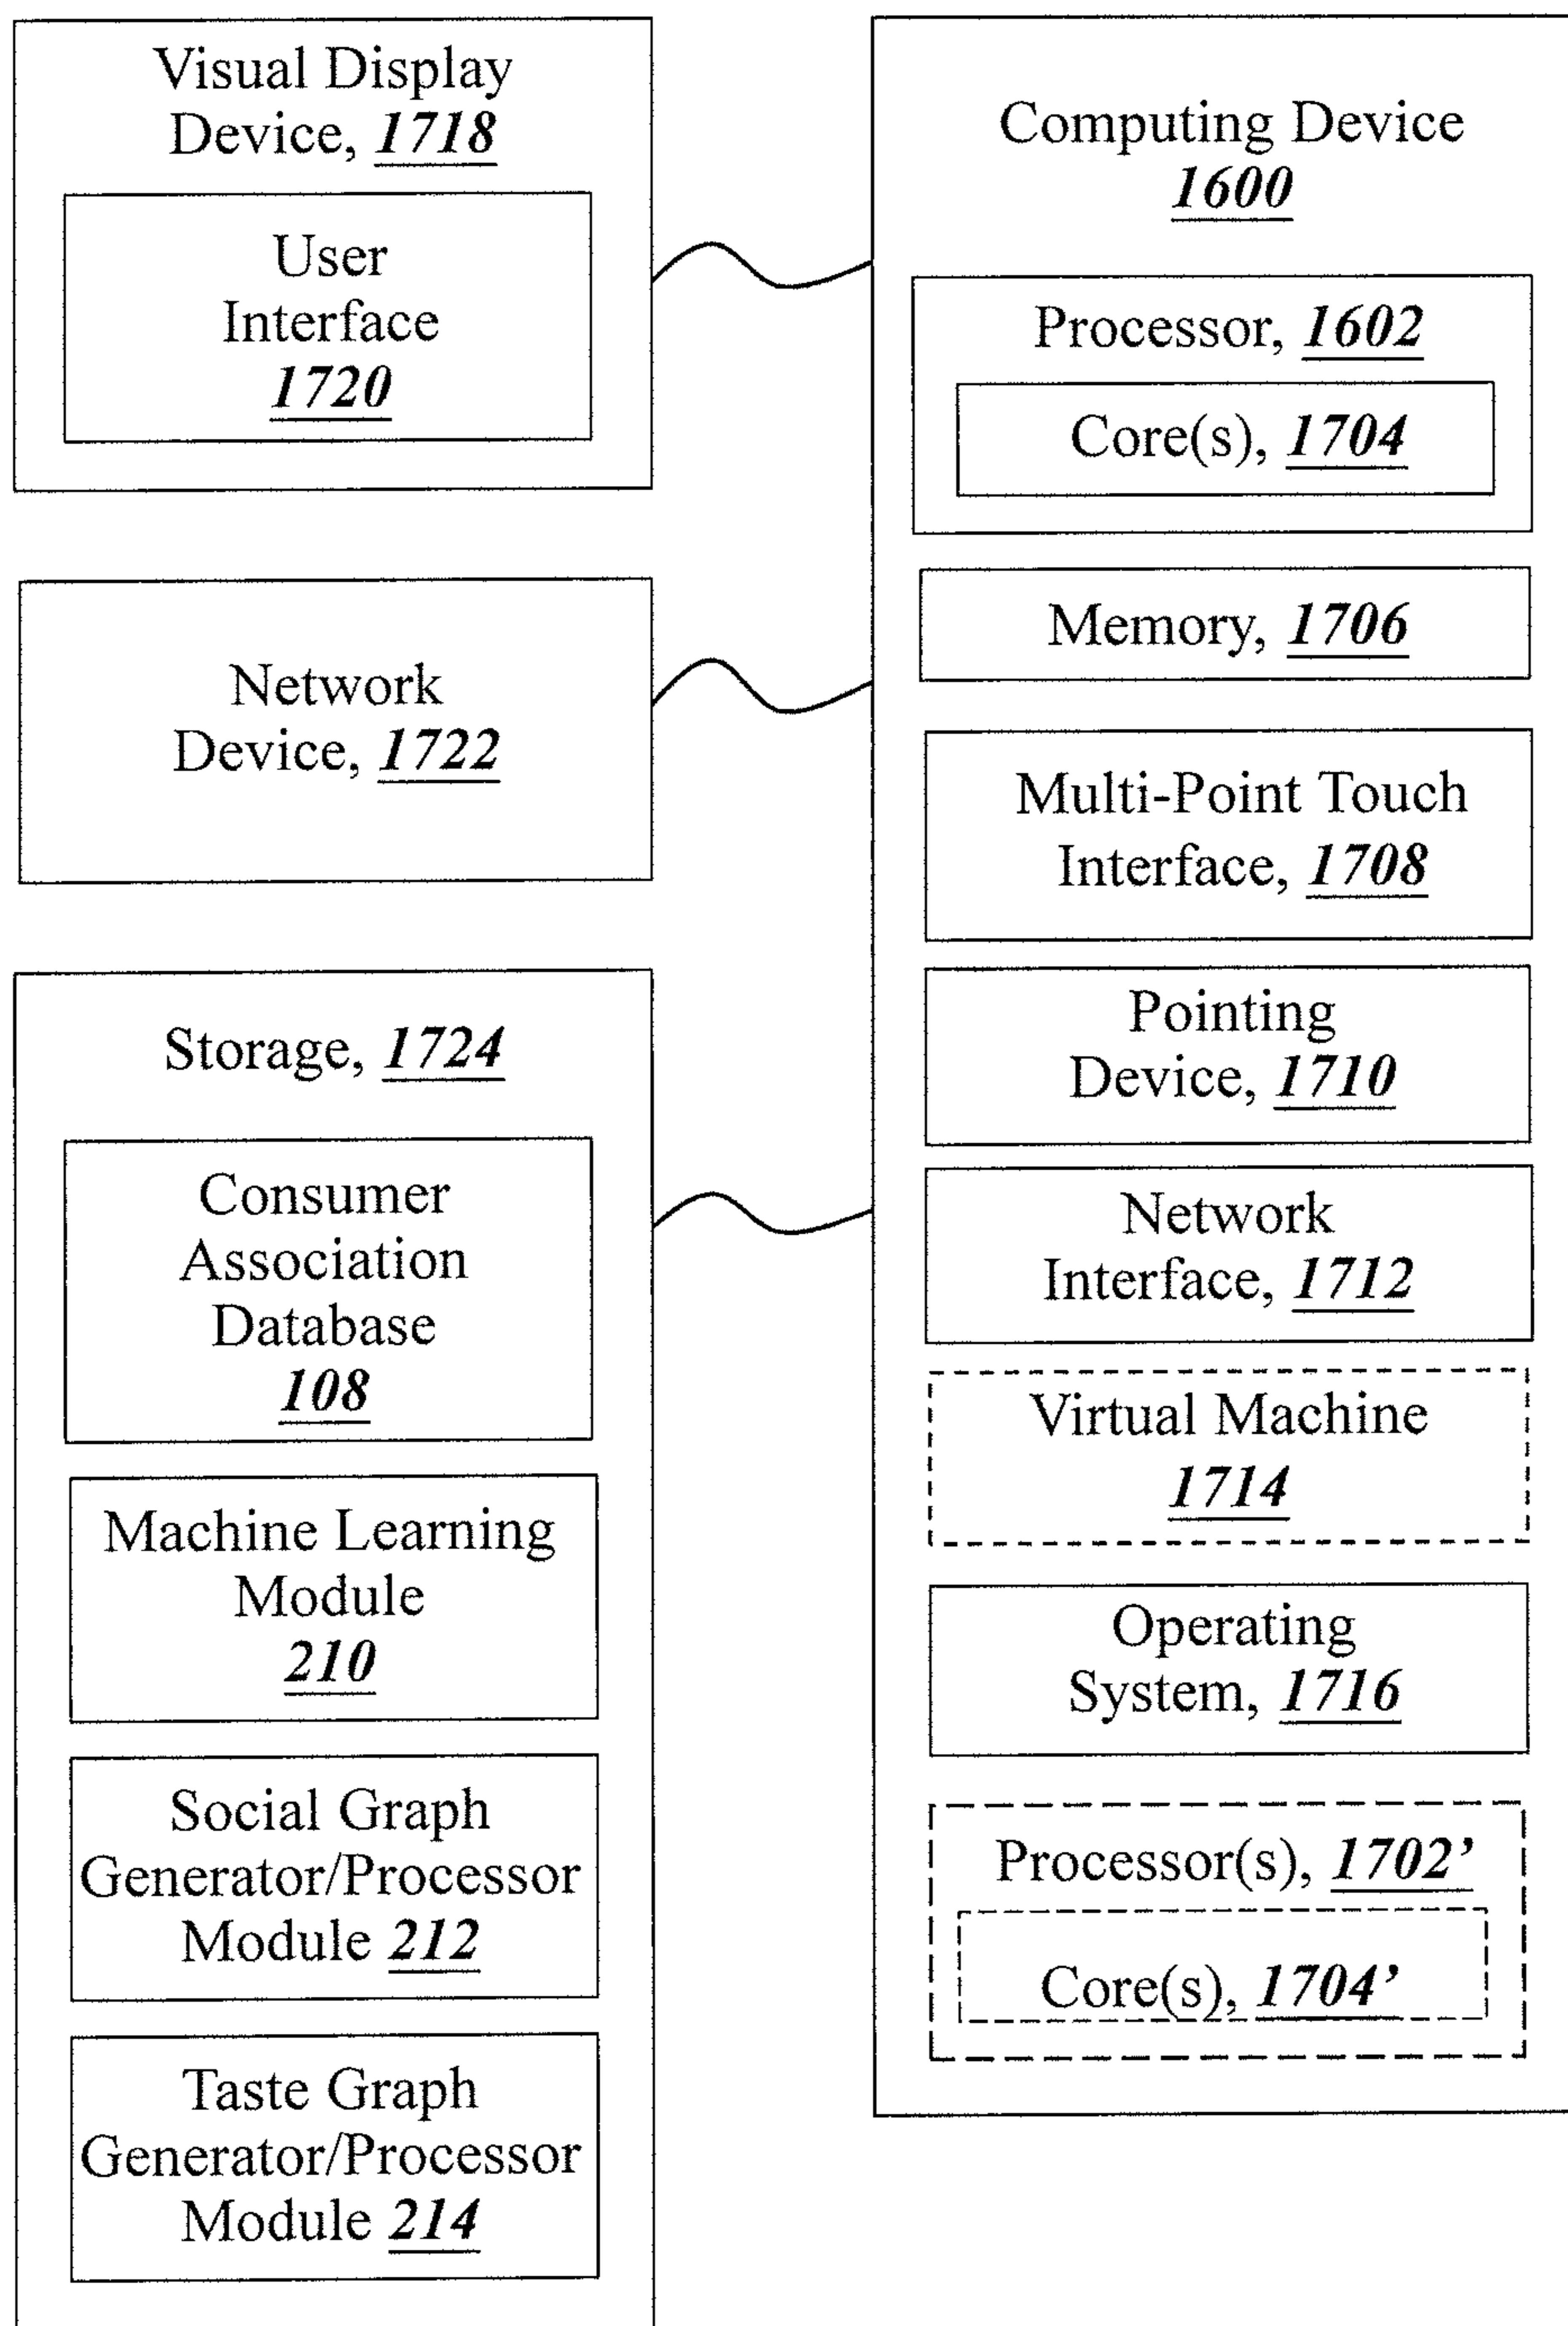 Visual Display
Device, 1718
User
Interface
1720
Network
Device, 1722
Storage, 1724
Consumer
Association
Database
108
Machine Learning
Module
210
Social Graph
Generator/Processor
Module 212
Taste Graph
Generator/Processor
Module 214
Computing Device
1600
Processor, 1602
Core(s), 1704
Memory, 1706
Multi-Point Touch
Interface, 1708
Pointing
Device, 1710
Network
Interface, 1712
Virtual Machine
1714
Operating
System, 1716
Processor(s), 1702’
Core(s), 1704’